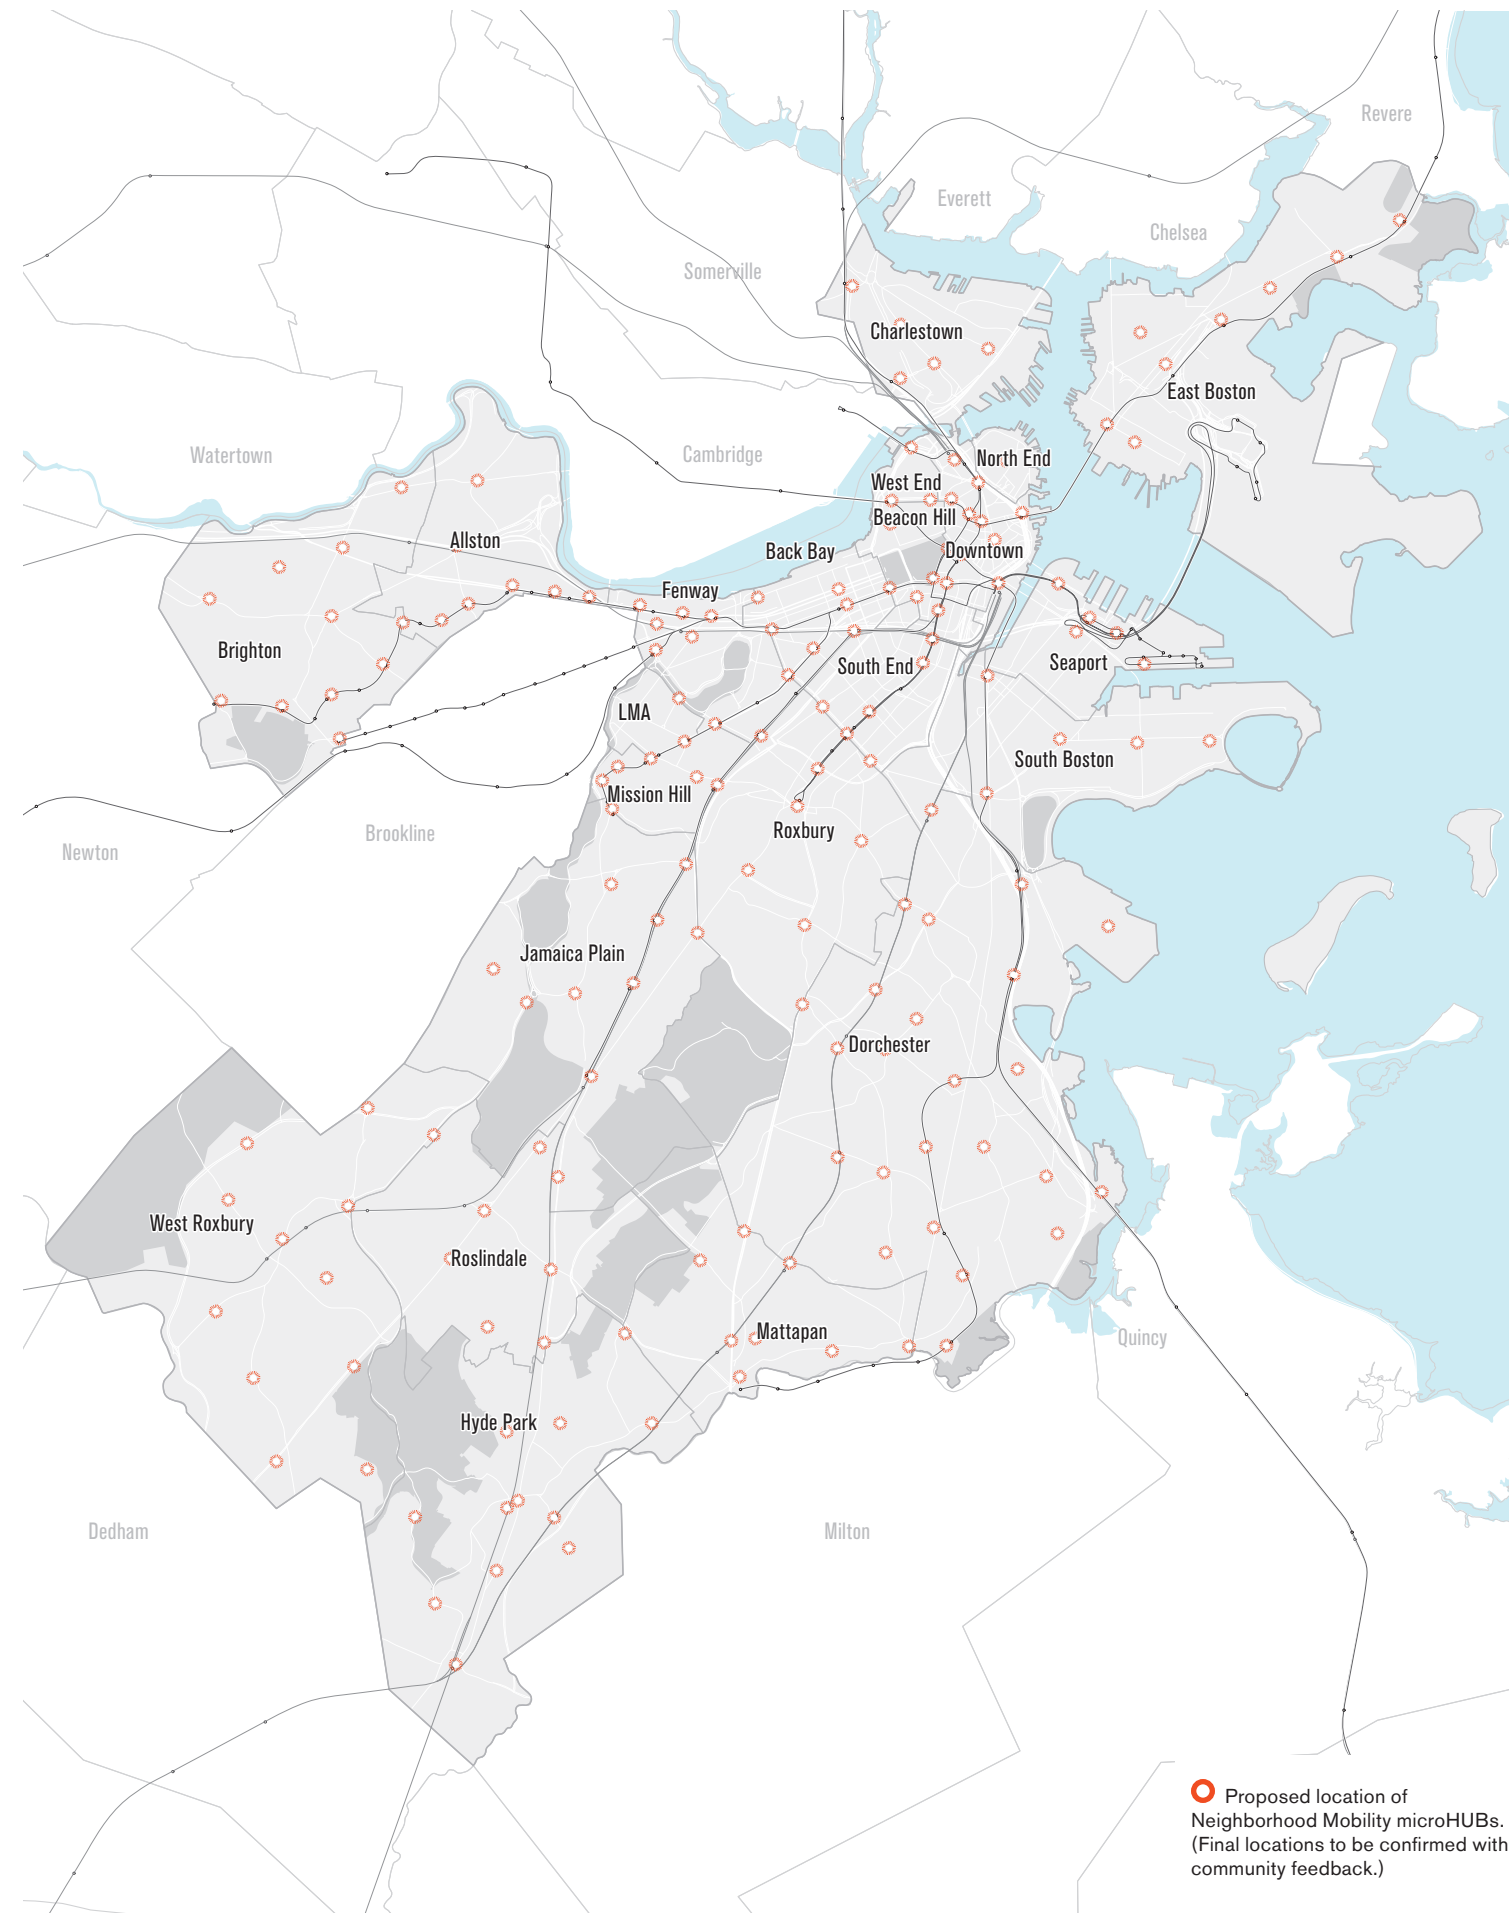 Revere
Everett
Chelsea
Somerville
Charlestown
East Boston
Watertown
Cambridge
North End
West End
Beacon Hill
Allston
Back Bay
Downtown
Fenway
Brighton
South End
Seaport
LMA
South Boston
Mission Hill
Roxbury
Brookline
Newton
Jamaica Plain
Dorchester
West Roxbury
Roslindale
Mattapan
Quincy
Hyde Park
Dedham
Milton
Proposed location of
Neighborhood Mobility microHUBs.
(Final locations to be confirmed with
community feedback.)